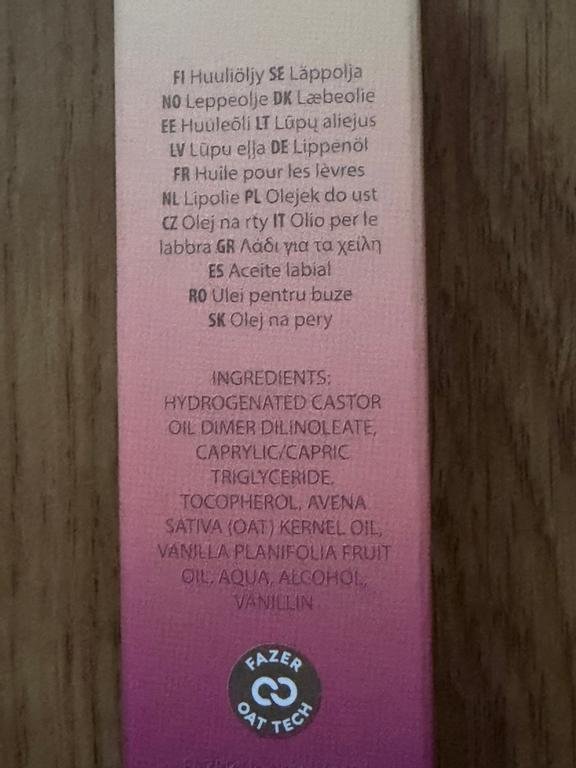 FI Huuliöljy SE Läppolja
NO Leppeolje DK Læbeolie
EE Huuleõli LT Lūpų aliejus
LV Lūpu eļļa DE Lippenöl
FR Huile pour les lèvres
NL Lipolie PL Olejek do ust
CZ Olej na rty IT Olio per le
labbra GR Λάδι για τα χείλη
ES Aceite labial
RO Ulei pentru buze
SK Olej na pery
INGREDIENTS:
HYDROGENATED CASTOR
OIL DIMER DILINOLEATE,
CAPRYLIC/CAPRIC
TRIGLYCERIDE,
TOCOPHEROL, AVENA
SATIVA (OAT) KERNEL OIL,
VANILLA PLANIFOLIA FRUIT
OIL, AQUA, ALCOHOL,
VANILLIN
FAZER
OAT TECH